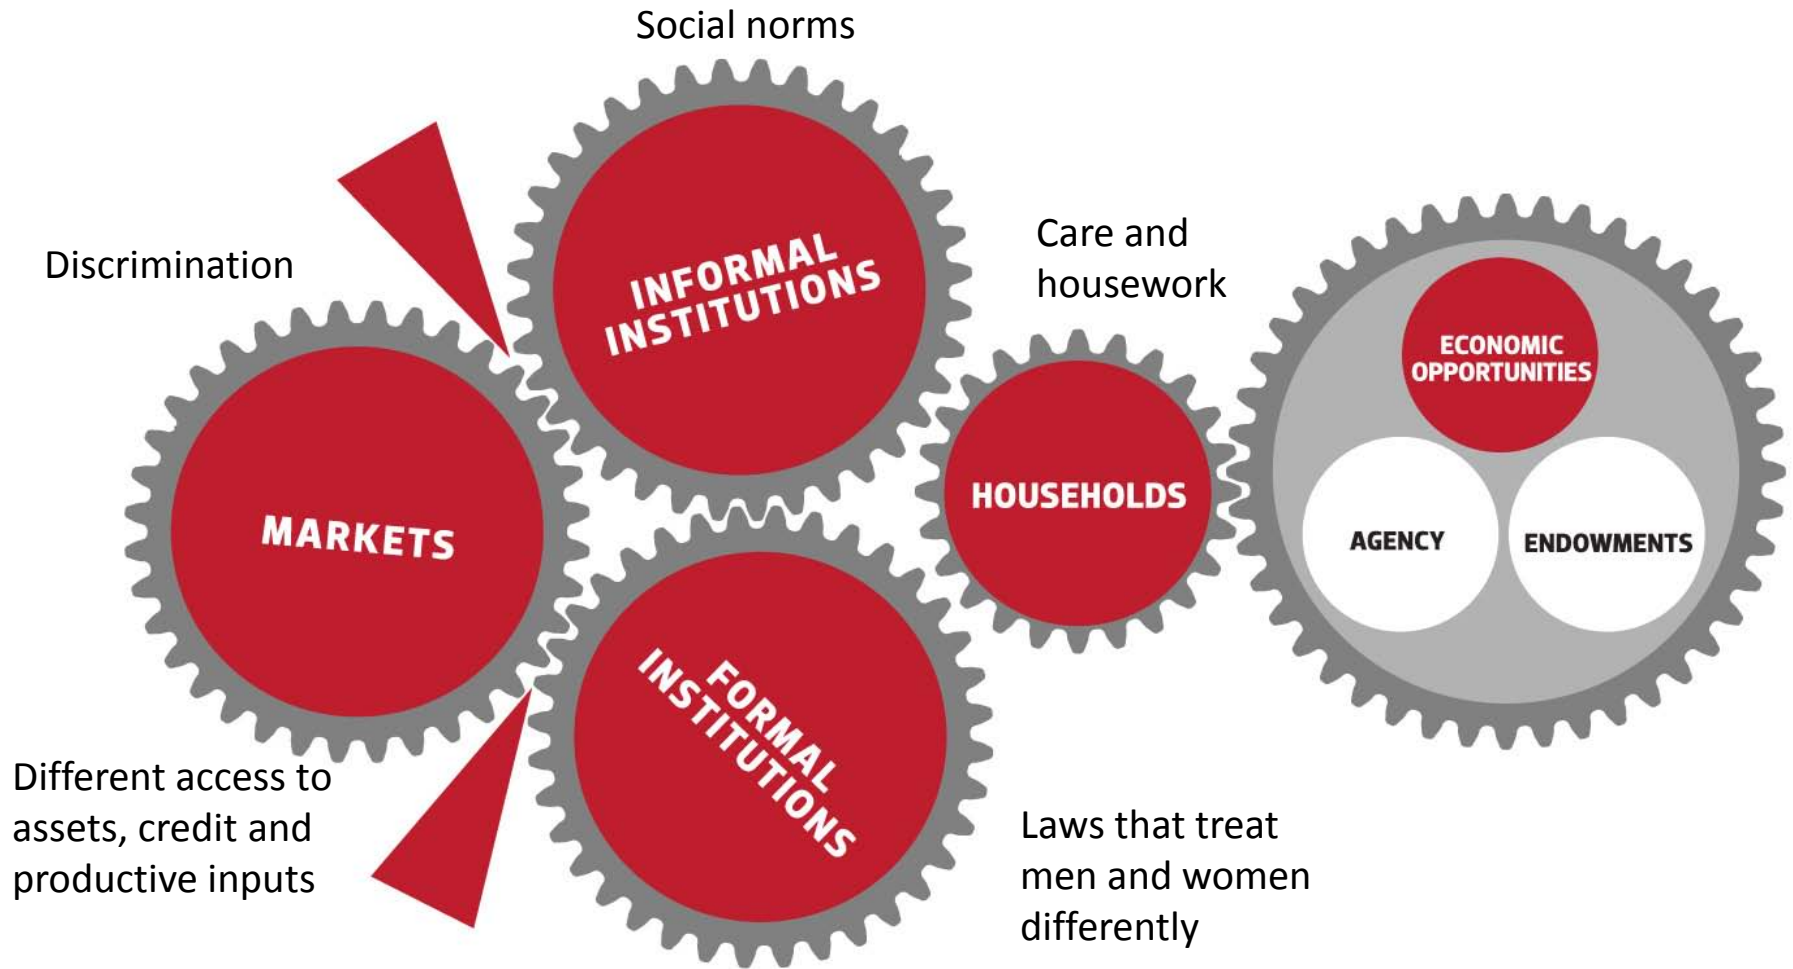 Social norms
INFORMAL
INSTITUTIONS
Discrimination
MARKETS
Different access to
assets, credit and
productive inputs
FORMAL
INSTITUTIONS
Laws that treat
men and women
differently
Care and
housework
HOUSEHOLDS
ECONOMIC
OPPORTUNITIES
AGENCY
ENDOWMENTS